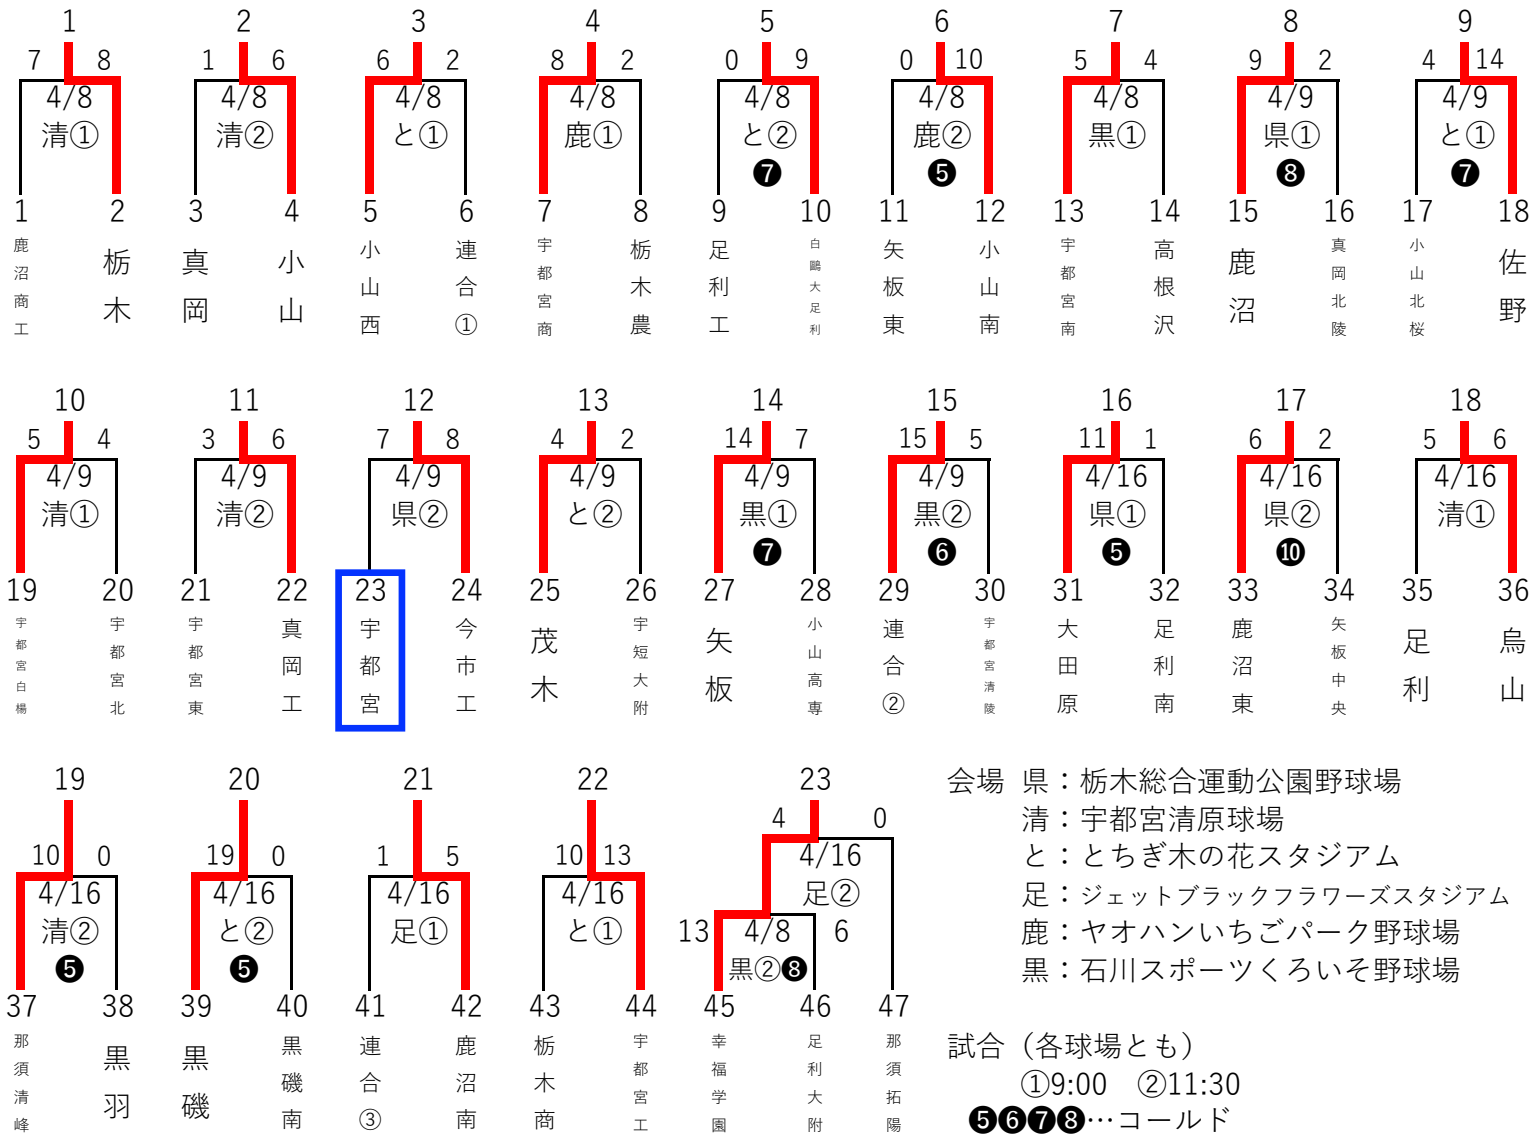 1 2 3 4 5 6 7 8 9
7 8 1 6 6 2 8 2 0 9 0 10 5 4 9 2 4 14
4/8 4/8 4/8 4/8 4/8 4/8 4/8 4/9 4/9
清① 清② と① 鹿① と② 鹿② 黒① 県① と①
❼ ❺ ❽ ❼
1 2 3 4 5 6 7 8 9 10 11 12 13 14 15 16 17 18
鹿沼商工 栃木 真岡 小山 小山西 連合① 宇都宮商 栃木農 足利工 白鷗大足利 矢板東 小山南 宇都宮南 高根沢 鹿沼 真岡北陵 小山北桜 佐野
10 11 12 13 14 15 16 17 18
5 4 3 6 7 8 4 2 14 7 15 5 11 1 6 2 5 6
4/9 4/9 4/9 4/9 4/9 4/9 4/16 4/16 4/16
清① 清② 県② と② 黒① 黒② 県① 県② 清①
❼ ❻ ❺ ❿
19 20 21 22 23 24 25 26 27 28 29 30 31 32 33 34 35 36
宇都宮白楊 宇都宮北 宇都宮東 真岡工 宇都宮 今市工 茂木 宇短大附 矢板 小山高専 連合② 宇都宮清陵 大田原 足利南 鹿沼東 矢板中央 足利 烏山
19 20 21 22 23
4 0
10 0 19 0 1 5 10 13
4/16 4/16 4/16 4/16 4/16
清② と② 足① と① 足②
❺ ❺
13 4/8 6
黒②❽
37 38 39 40 41 42 43 44 45 46 47
那須清峰 黒羽 黒磯 黒磯南 連合③ 鹿沼南 栃木商 宇都宮工 幸福学園 足利大附 那須拓陽
会場 県：栃木総合運動公園野球場
清：宇都宮清原球場
と：とちぎ木の花スタジアム
足：ジェットブラックフラワーズスタジアム
鹿：ヤオハンいちごパーク野球場
黒：石川スポーツくろいそ野球場
試合（各球場とも）
①9:00 ②11:30
❺❻❼❽…コールド